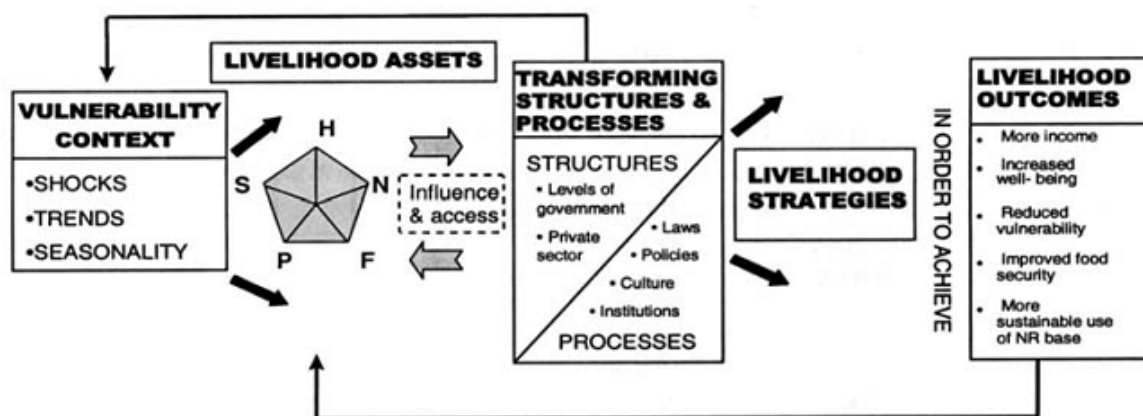 LIVELIHOOD ASSETS
VULNERABILITY
CONTEXT
•SHOCKS
•TRENDS
•SEASONALITY
H
S
N
P
F
Influence
& access
TRANSFORMING
STRUCTURES &
PROCESSES
STRUCTURES
• Levels of
government
• Private
sector
• Laws
• Policies
• Culture
• Institutions
PROCESSES
LIVELIHOOD
STRATEGIES
IN ORDER TO ACHIEVE
LIVELIHOOD
OUTCOMES
• More income
• Increased
well- being
• Reduced
vulnerability
• Improved food
security
• More
sustainable use
of NR base